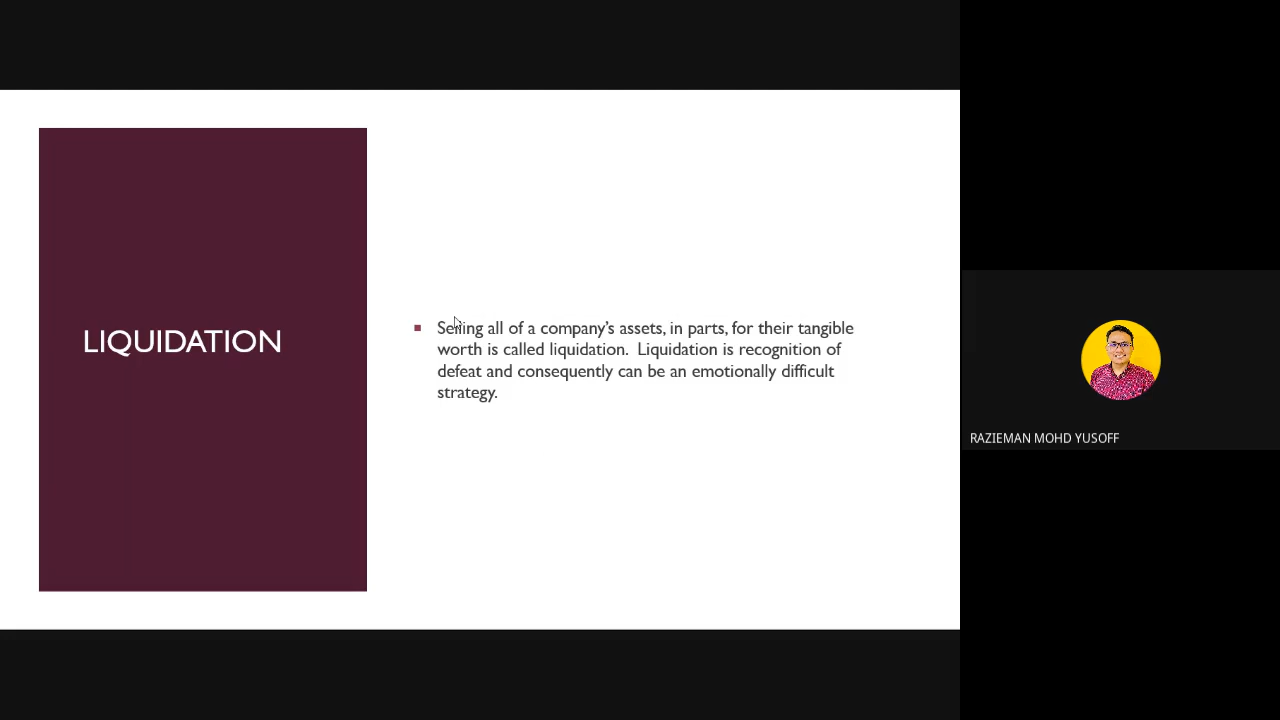 LIQUIDATION
Selling all of a company's assets, in parts, for their tangible
worth is called liquidation.  Liquidation is recognition of
defeat and consequently can be an emotionally difficult
strategy.
RAZIEMAN MOHD YUSOFF